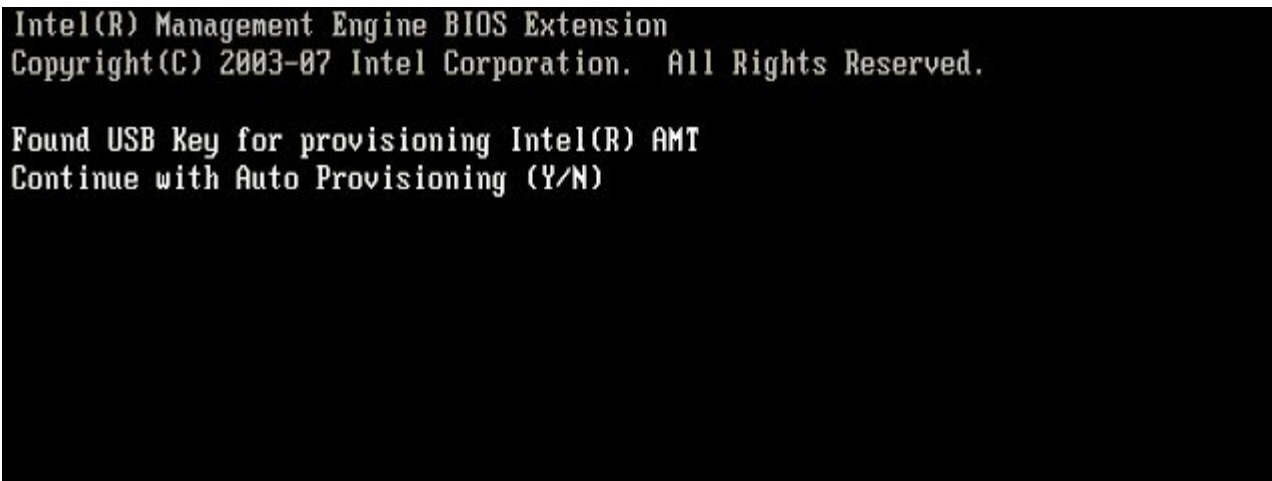 Intel(R) Management Engine BIOS Extension
Copyright(C) 2003-07 Intel Corporation.  All Rights Reserved.
Found USB Key for provisioning Intel(R) AMT
Continue with Auto Provisioning (Y/N)